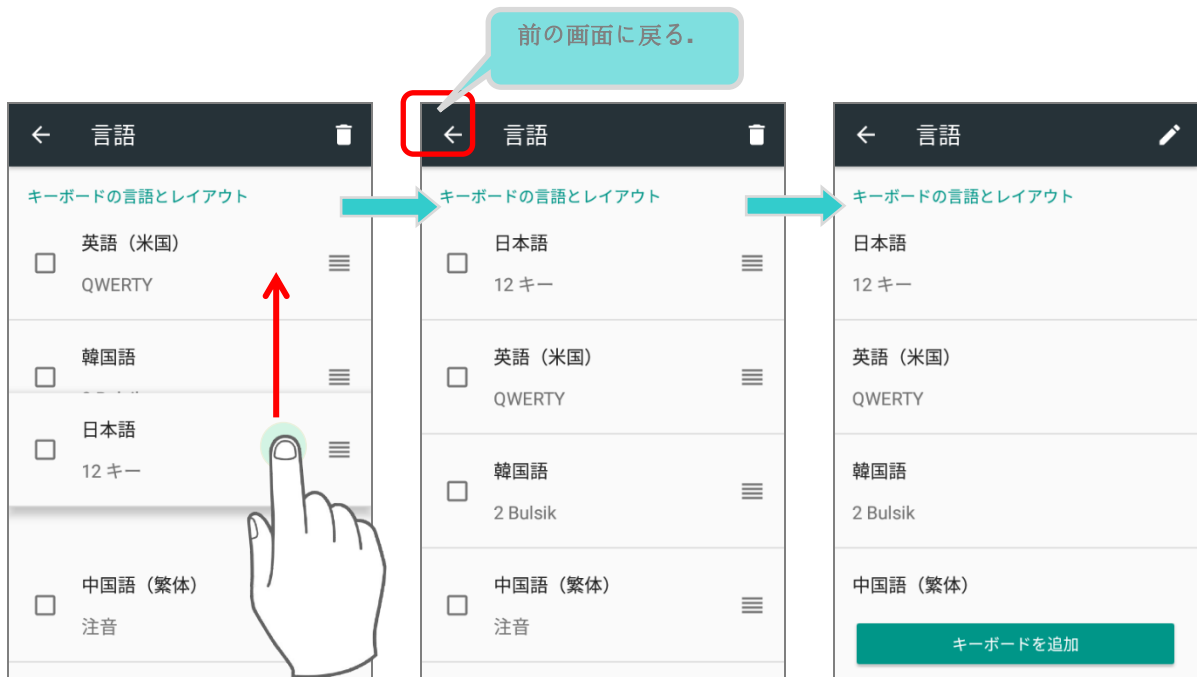 前の画面に戻る.
言語
キーボードの言語とレイアウト
英語（米国）
QWERTY
韓国語
日本語
12 キー
中国語（繁体）
注音
言語
キーボードの言語とレイアウト
日本語
12 キー
英語（米国）
QWERTY
韓国語
2 Bulsik
中国語（繁体）
注音
言語
キーボードの言語とレイアウト
日本語
12 キー
英語（米国）
QWERTY
韓国語
2 Bulsik
中国語（繁体）
キーボードを追加